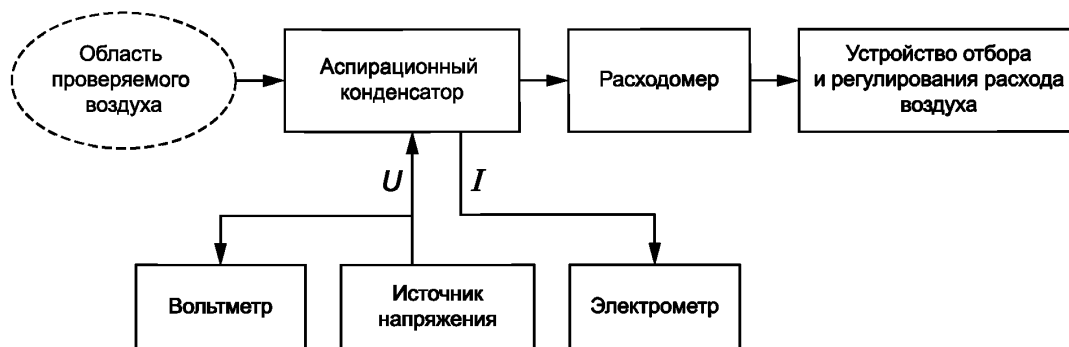 Область
проверяемого
воздуха
Аспирационный
конденсатор
Расходомер
Устройство отбора
и регулирования расхода
воздуха
U
I
Вольтметр
Источник
напряжения
Электрометр